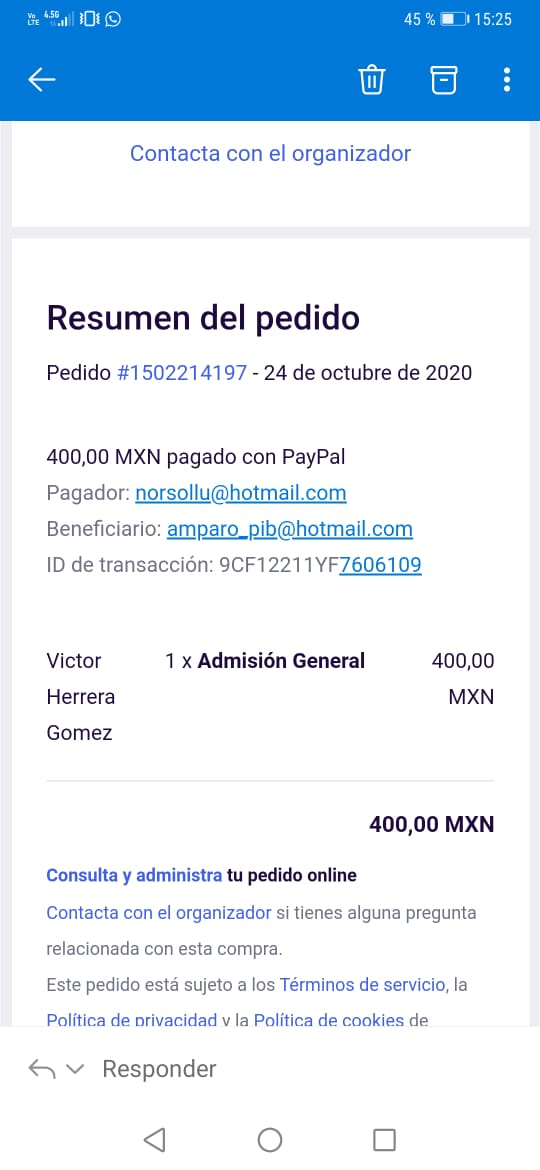 Vo LTE 4.5G 45 % 15:25
Contacta con el organizador
Resumen del pedido
Pedido #1502214197 - 24 de octubre de 2020
400,00 MXN pagado con PayPal
Pagador: norsollu@hotmail.com
Beneficiario: amparo_pib@hotmail.com
ID de transacción: 9CF12211YF7606109
Victor 1 x Admisión General 400,00
Herrera MXN
Gomez
400,00 MXN
Consulta y administra tu pedido online
Contacta con el organizador si tienes alguna pregunta
relacionada con esta compra.
Este pedido está sujeto a los Términos de servicio, la
Política de privacidad y la Política de cookies de
Responder